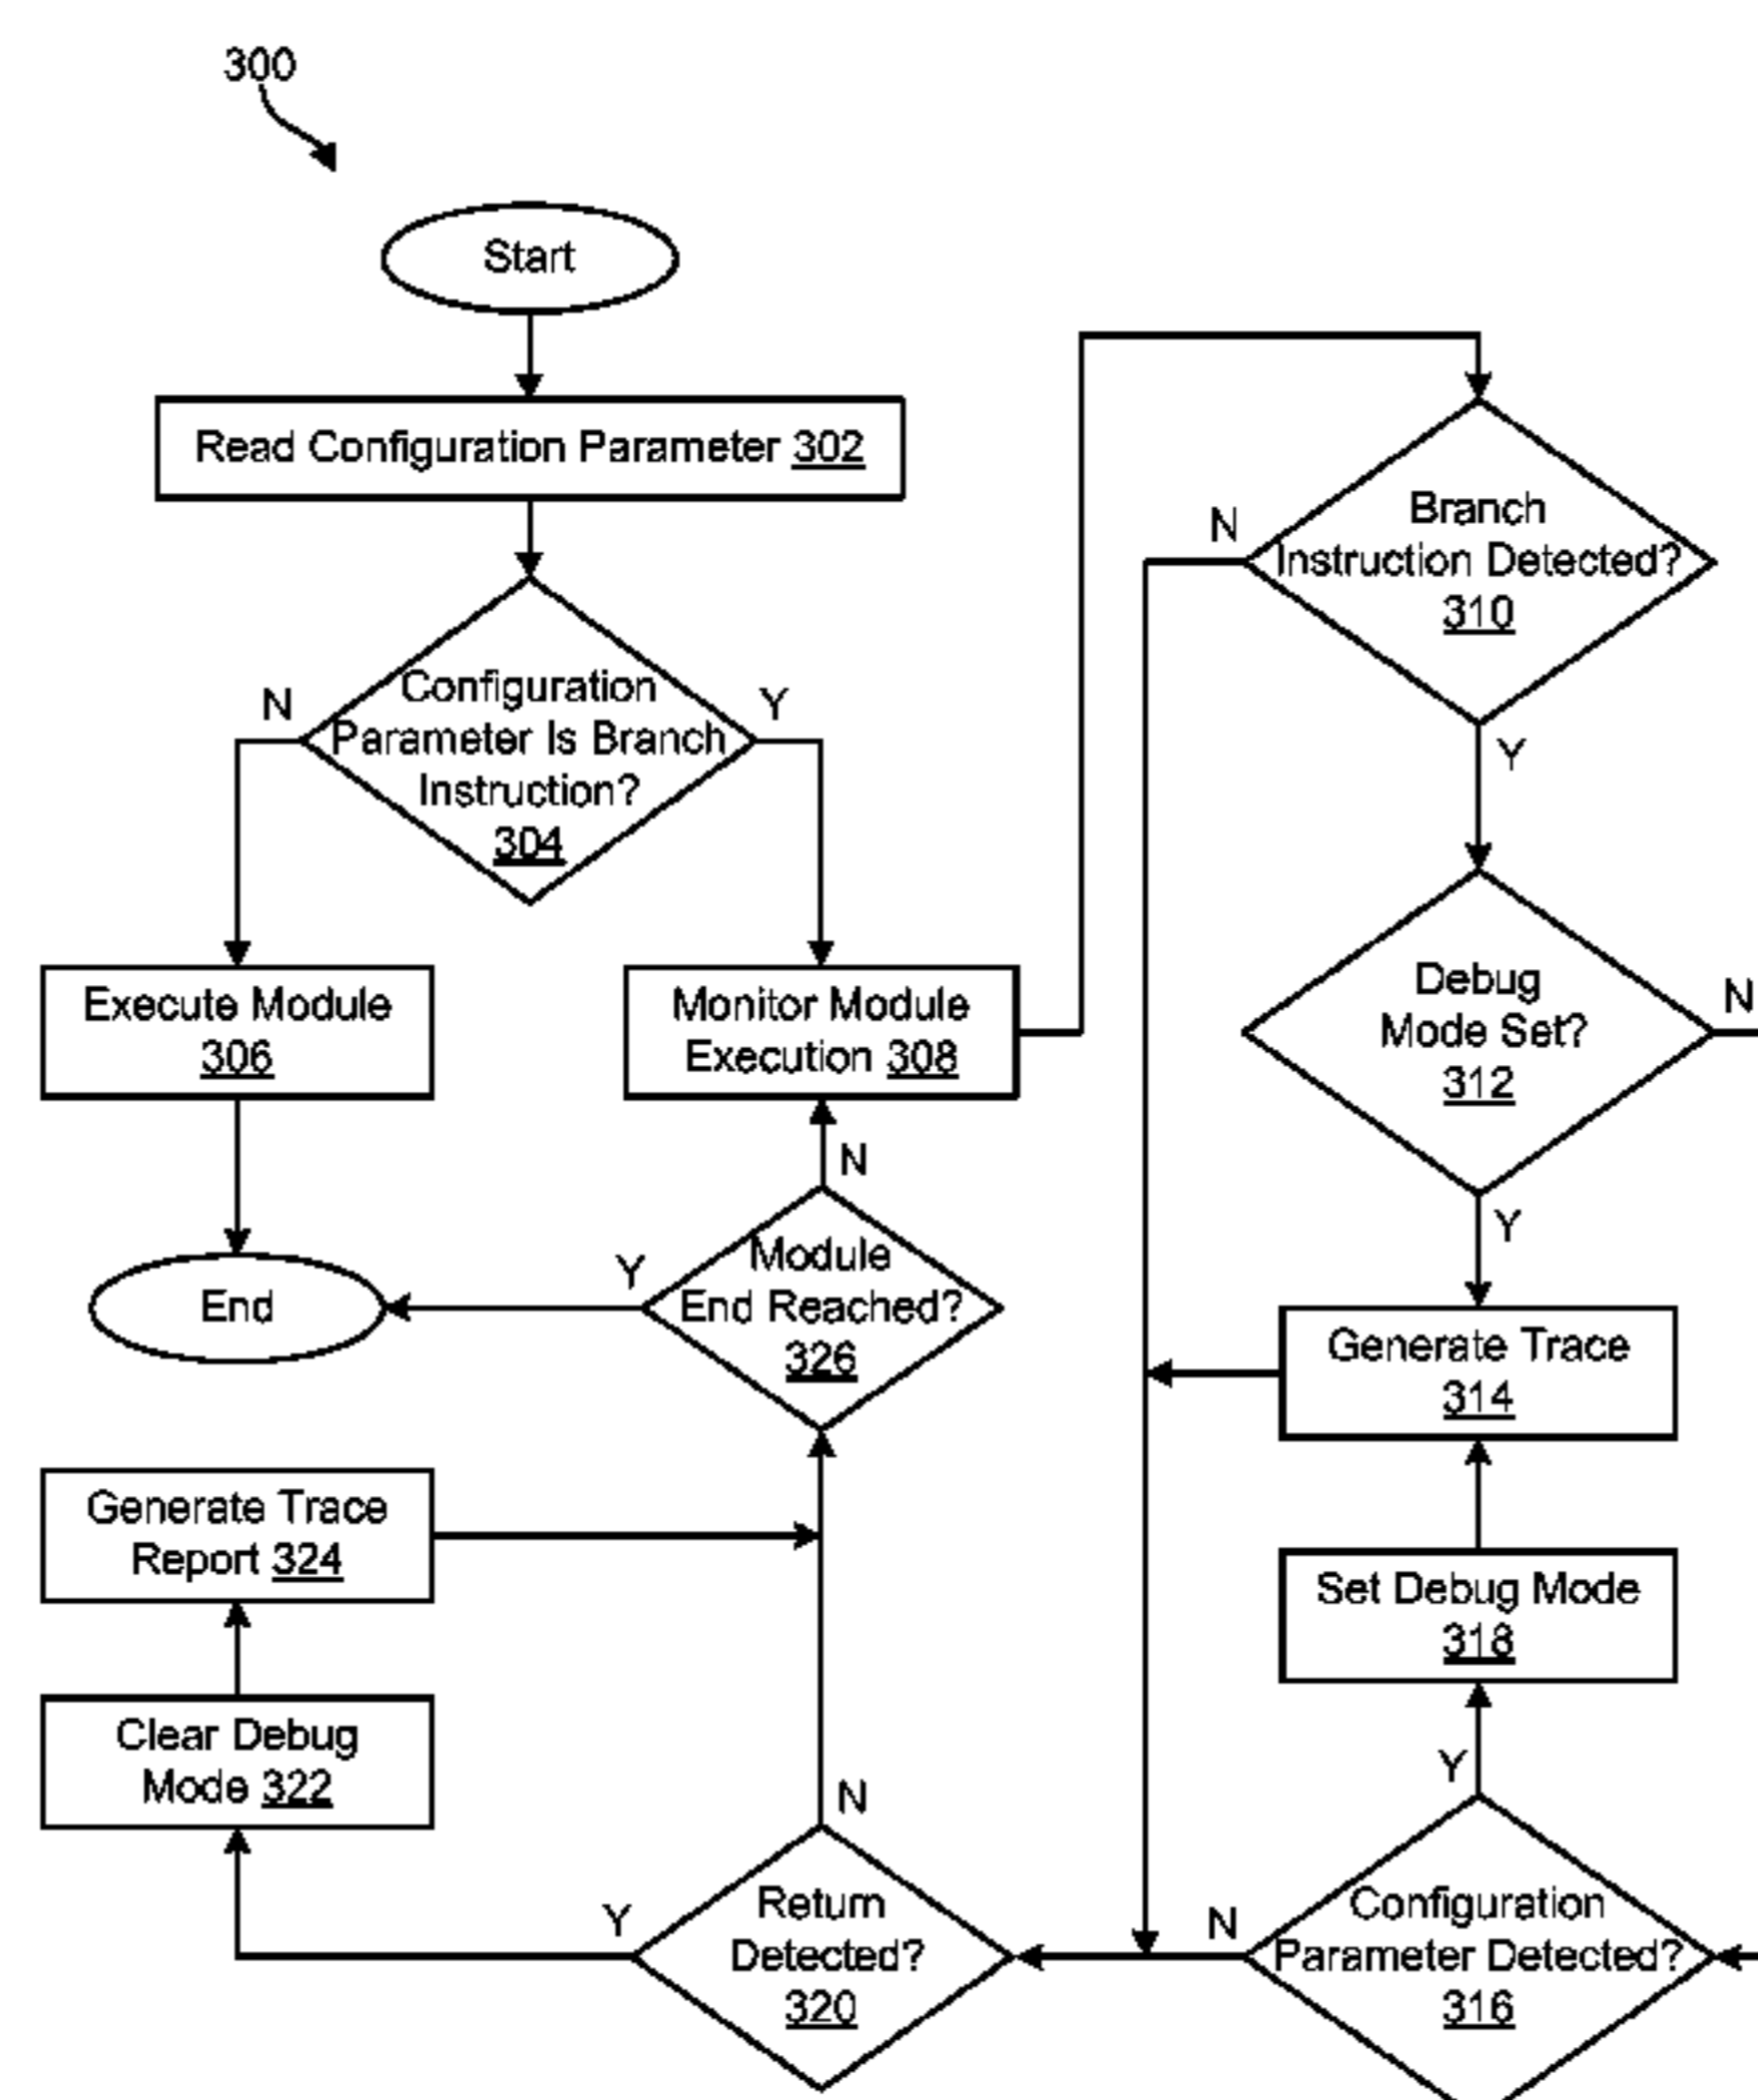 300
Start
Read Configuration Parameter 302
N
Configuration
Parameter Is Branch
Instruction?
304
Y
Execute Module
306
Monitor Module
Execution 308
N
Branch
Instruction Detected?
310
Y
Debug
Mode Set?
312
N
Y
Generate Trace
314
Set Debug Mode
318
Y
Configuration
Parameter Detected?
316
N
Return
Detected?
320
Y
N
Clear Debug
Mode 322
Generate Trace
Report 324
Module
End Reached?
326
N
Y
End